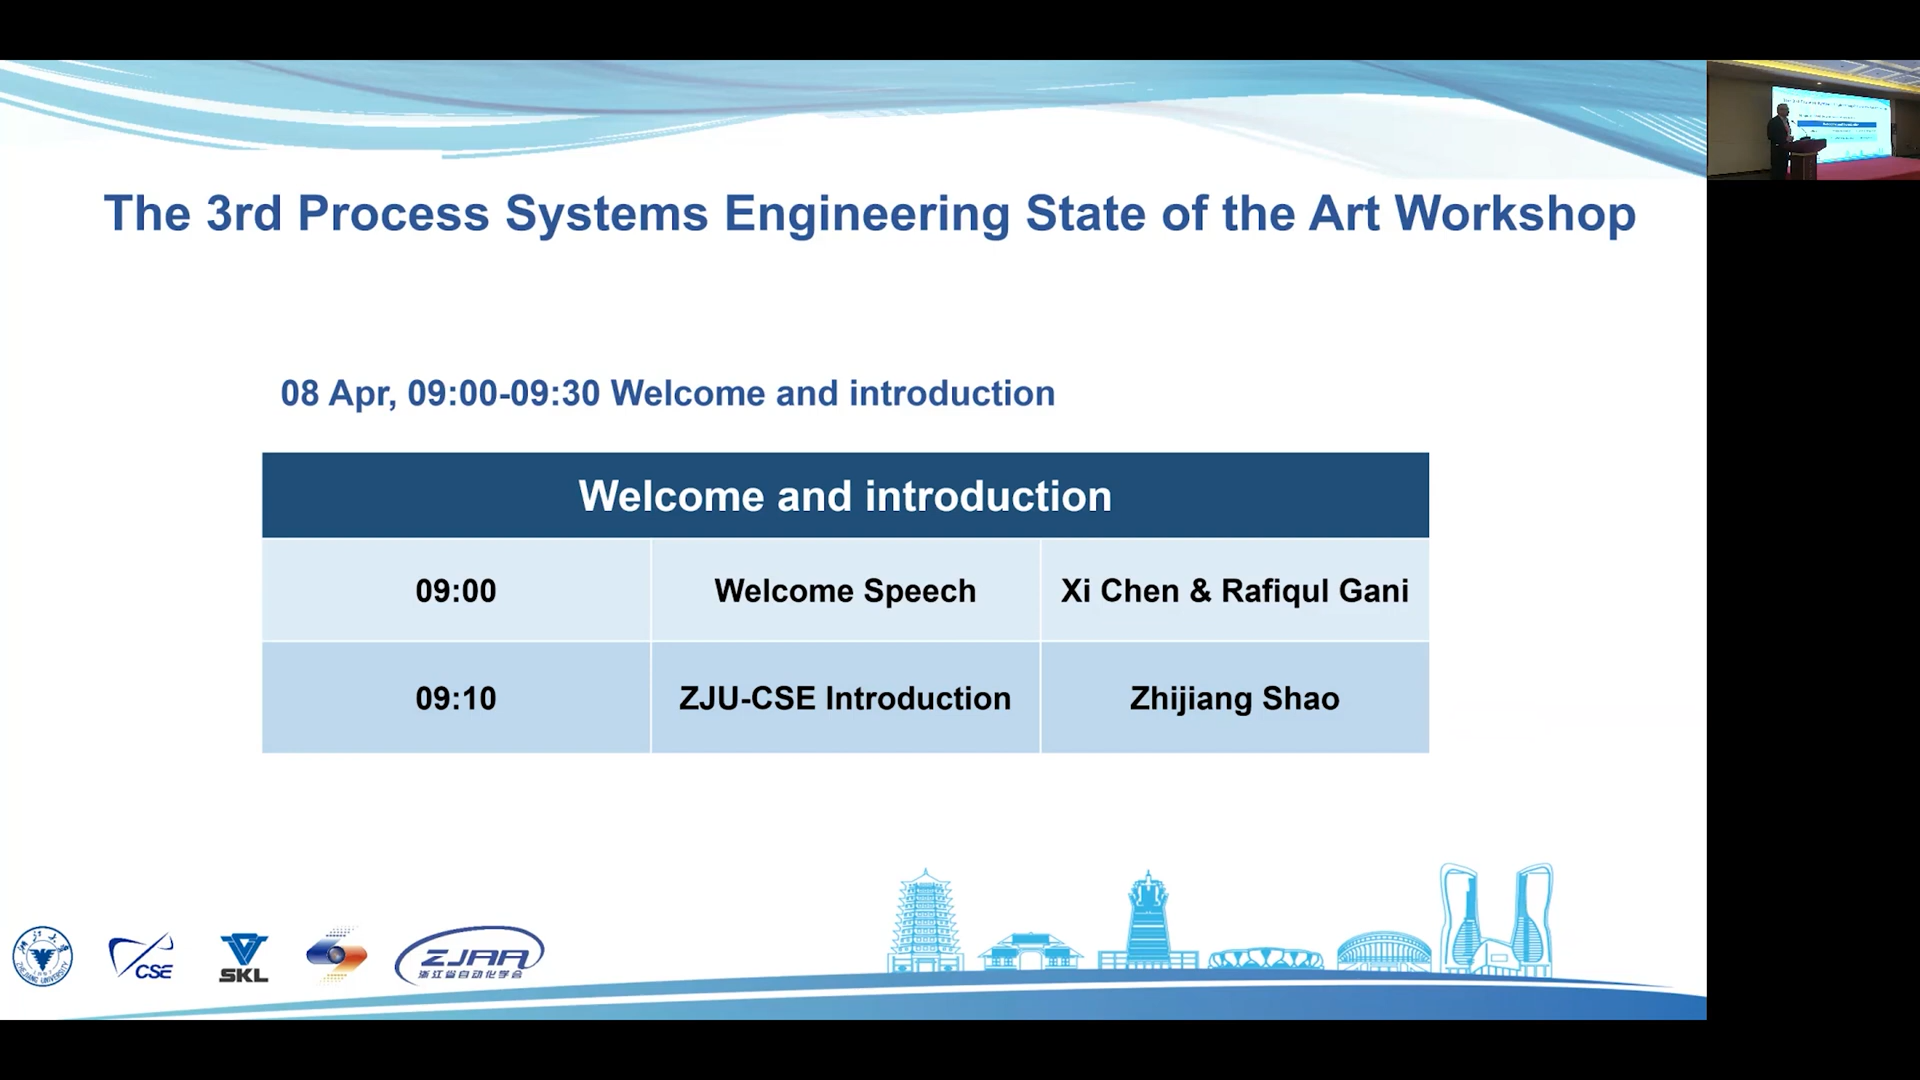 The 3rd Process Systems Engineering State of the Art Workshop
08 Apr, 09:00-09:30 Welcome and introduction
Welcome and introduction
09:00 Welcome Speech Xi Chen & Rafiqul Gani
09:10 ZJU-CSE Introduction Zhijiang Shao
CSE
SKL
ZJAA
浙江省自动化学会